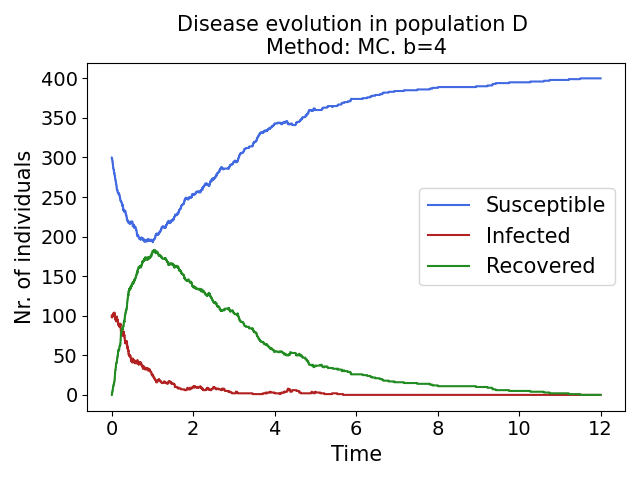 Disease evolution in population D
Method: MC. b=4
Nr. of individuals
400
350
300
250
200
150
100
50
0
Susceptible
Infected
Recovered
0 2 4 6 8 10 12
Time